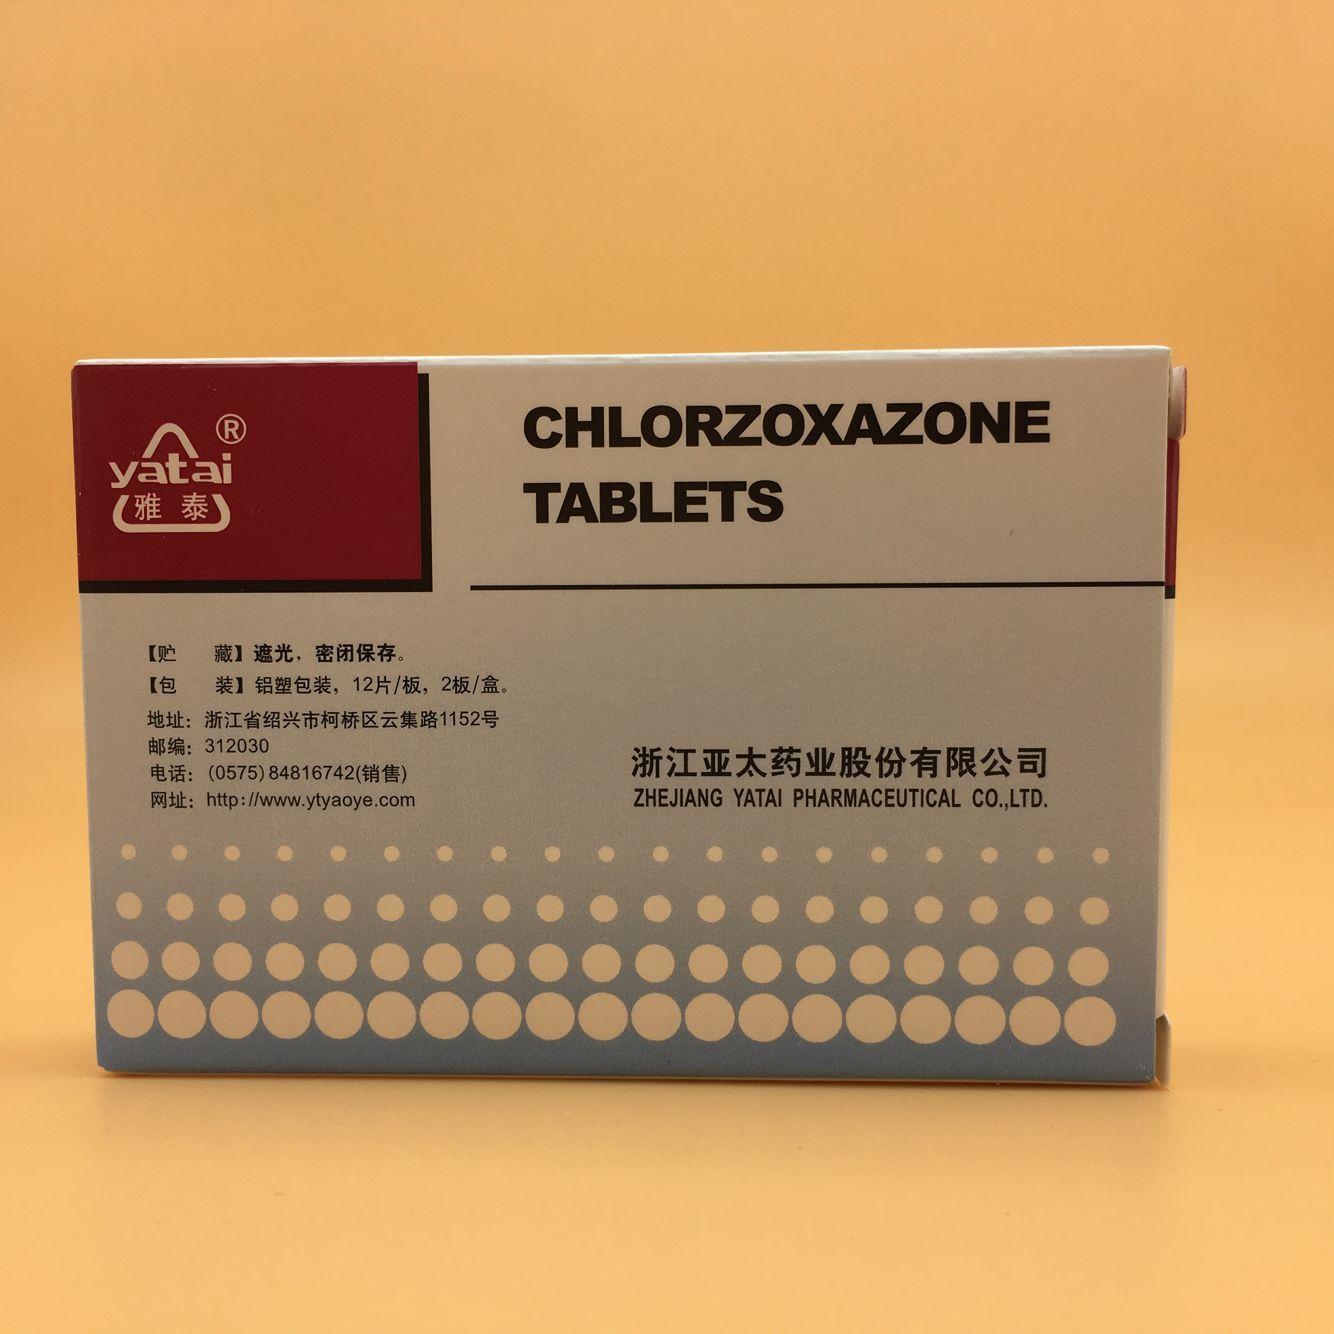 yatai®
雅泰
CHLORZOXAZONE
TABLETS
【贮 藏】遮光，密闭保存。
【包 装】铝塑包装，12片/板，2板/盒。
地址：浙江省绍兴市柯桥区云集路1152号
邮编：312030
电话：(0575)84816742(销售)
网址：http://www.ytyaoye.com
浙江亚太药业股份有限公司
ZHEJIANG YATAI PHARMACEUTICAL CO.,LTD.